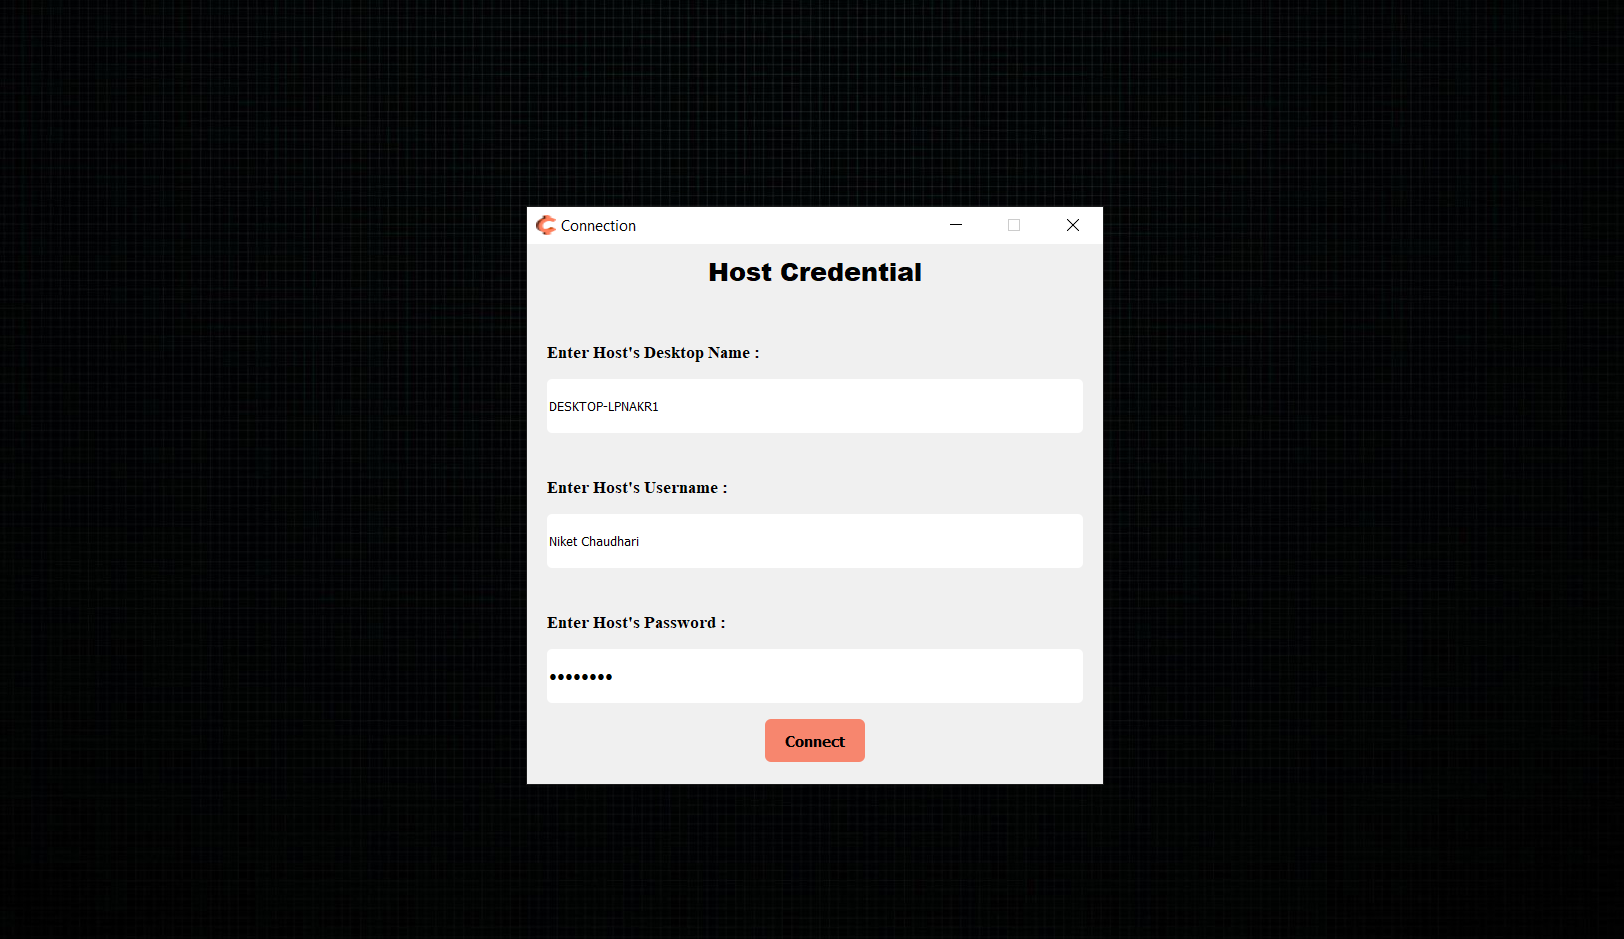 Connection
Host Credential
Enter Host's Desktop Name :
DESKTOP-LPNAKR1
Enter Host's Username :
Niket Chaudhari
Enter Host's Password :
••••••••
Connect